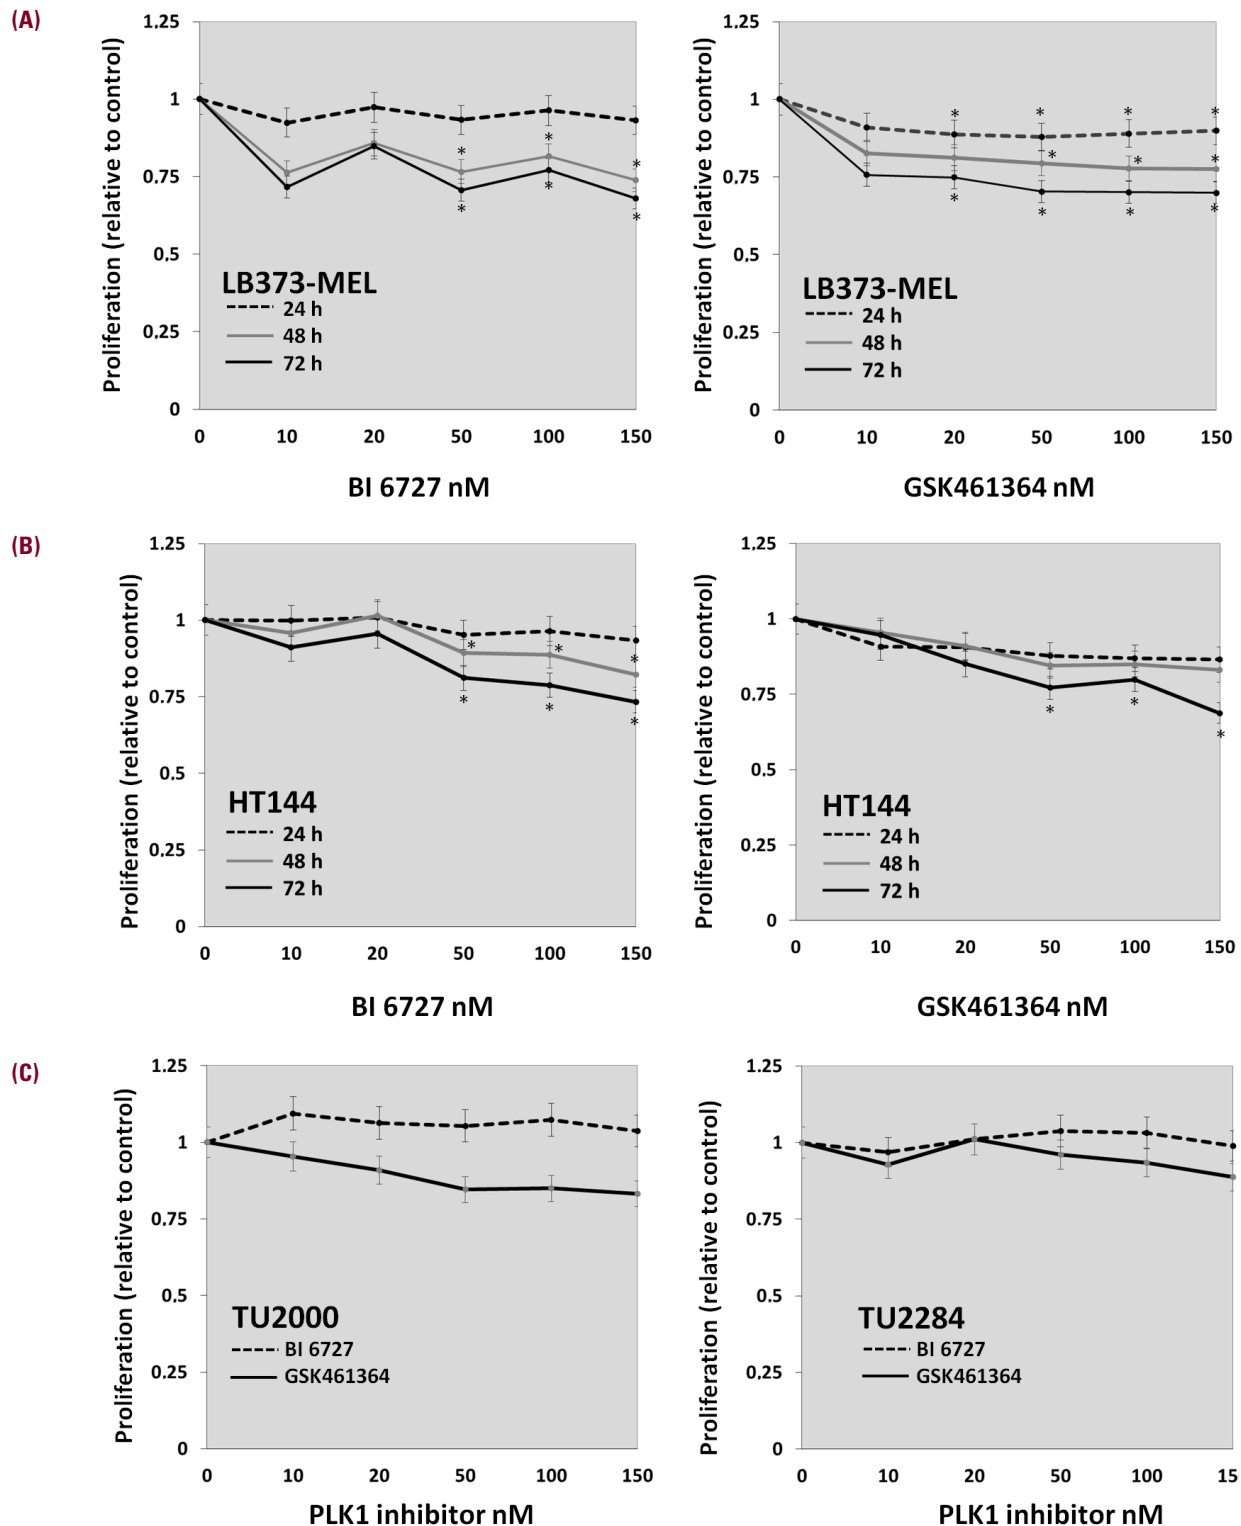 (A)
1,25
1
0.75
0.5
0.25
0
Proliferation (relative to control)
* * *
* * *
LB373-MEL
24 h
48 h
72 h
0 10 20 50 100 150
BI 6727 nM
1,25
1
0.75
0.5
0.25
0
Proliferation (relative to control)
* * * *
* * *
* * * *
LB373-MEL
24 h
48 h
72 h
0 10 20 50 100 150
GSK461364 nM
(B)
1.25
1
0.75
0.5
0.25
0
Proliferation (relative to control)
* * *
* * *
HT144
24 h
48 h
72 h
0 10 20 50 100 150
BI 6727 nM
1.25
1
0.75
0.5
0.25
0
Proliferation (relative to control)
* * *
HT144
24 h
48 h
72 h
0 10 20 50 100 150
GSK461364 nM
(C)
1.25
1
0.75
0.5
0.25
0
Proliferation (relative to control)
TU2000
BI 6727
GSK461364
0 10 20 50 100 150
PLK1 inhibitor nM
1.25
1
0.75
0.5
0.25
0
Proliferation (relative to control)
TU2284
BI 6727
GSK461364
0 10 20 50 100 15
PLK1 inhibitor nM